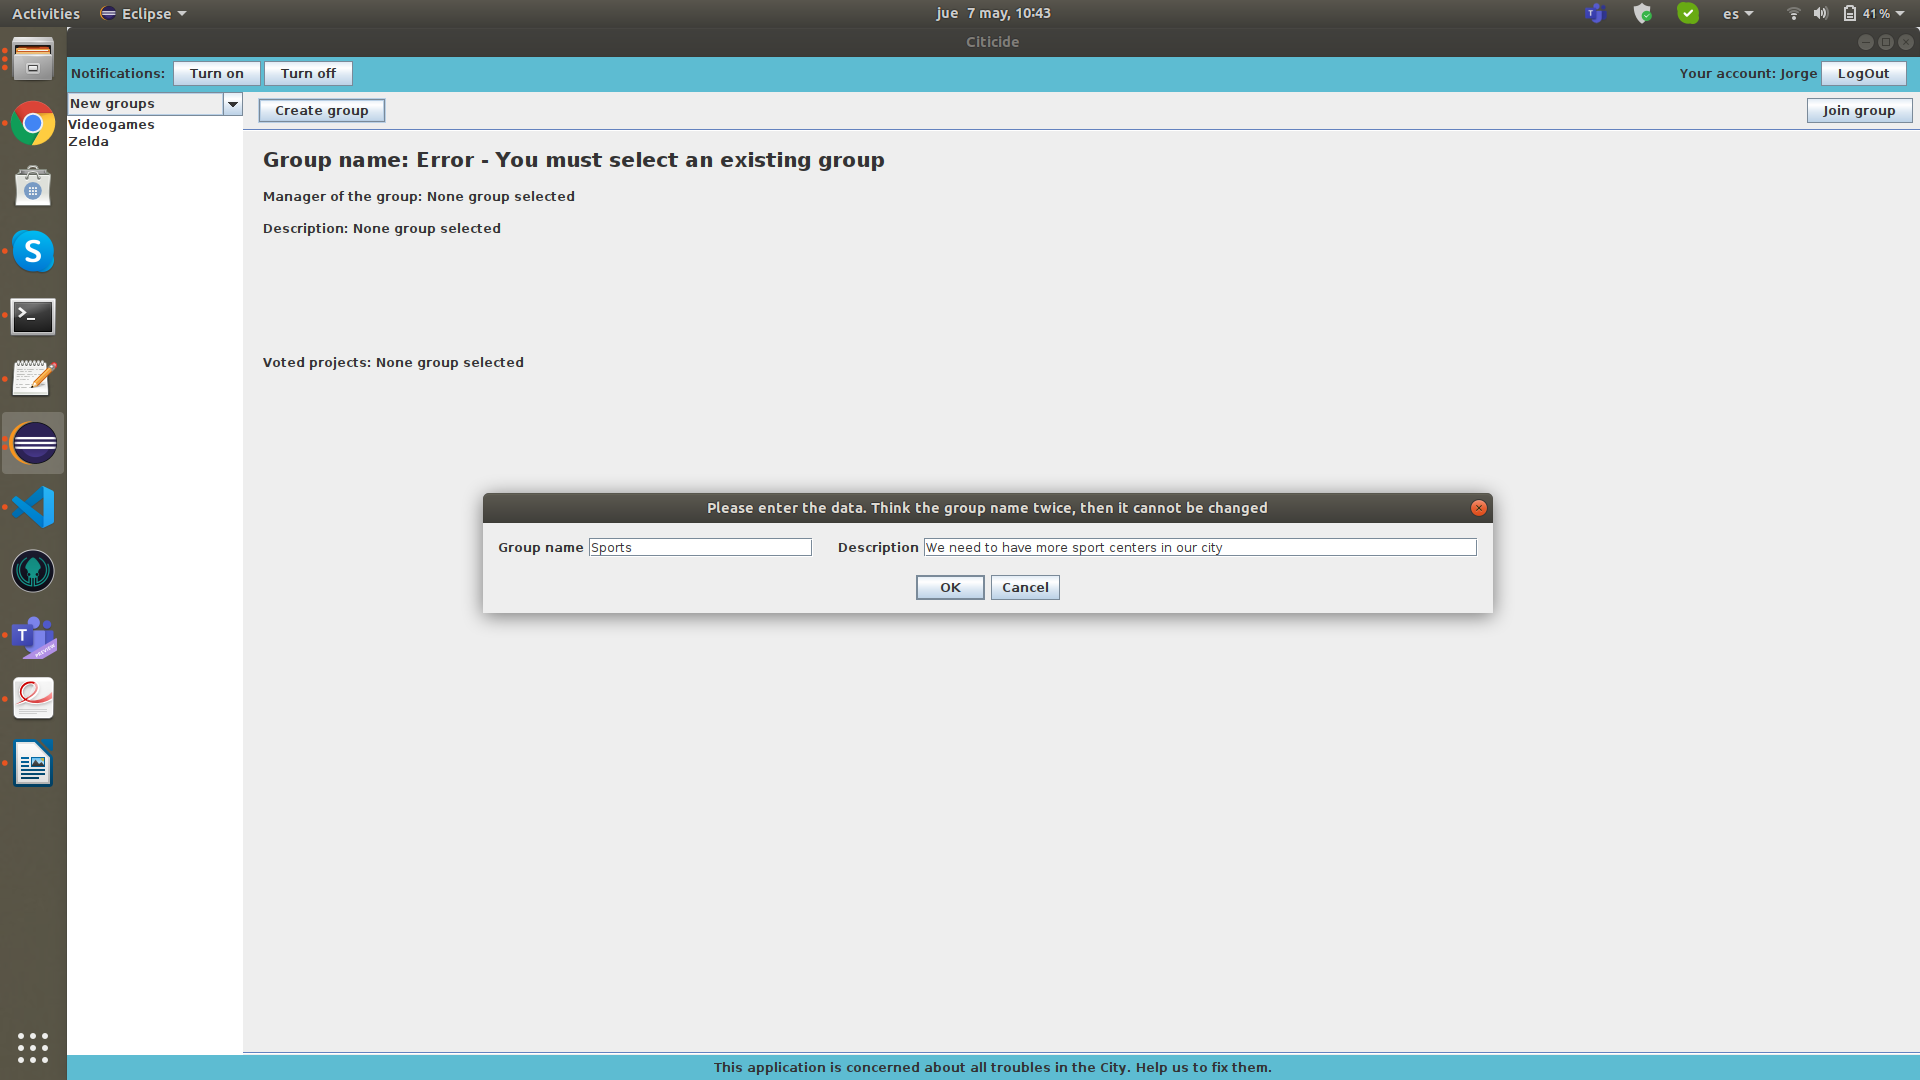 Activities Eclipse jue 7 may, 10:43 es 41%
Citicide
Notifications: Turn on Turn off Your account: Jorge LogOut
New groups Create group Join group
Videogames
Zelda
Group name: Error - You must select an existing group
Manager of the group: None group selected
Description: None group selected
Voted projects: None group selected
Please enter the data. Think the group name twice, then it cannot be changed
Group name Sports Description We need to have more sport centers in our city
OK Cancel
This application is concerned about all troubles in the City. Help us to fix them.
S
T
PREVIEW